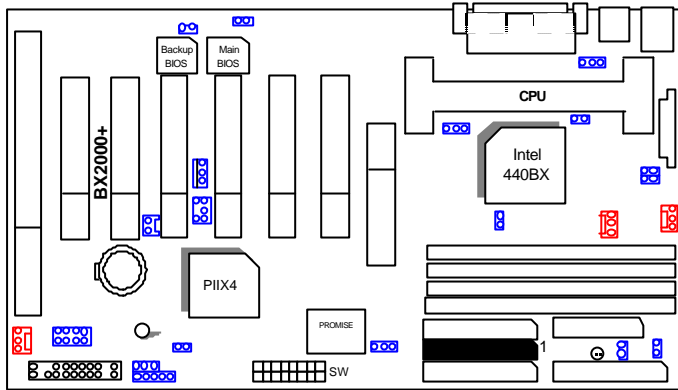 Backup
BIOS
Main
BIOS
CPU
BX2000+
Intel
440BX
PIIX4
PROMISE
1
SW